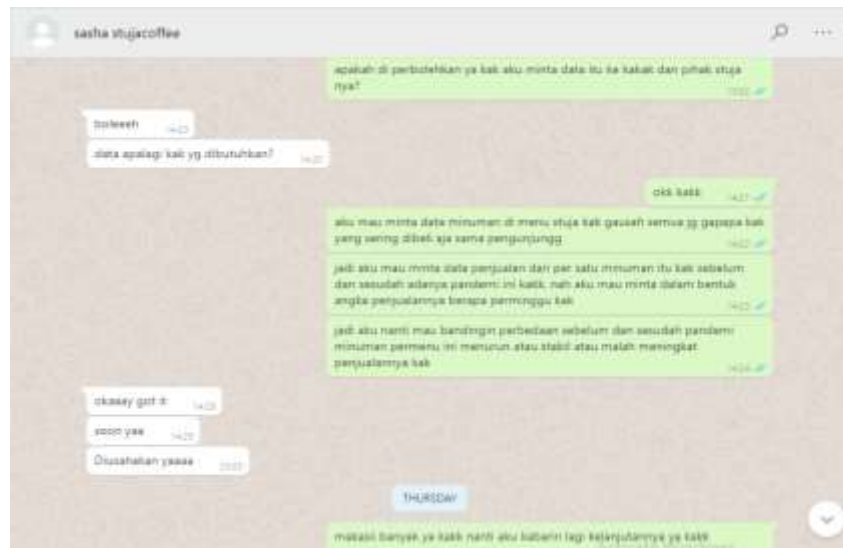 sasha stujacoffee
apakah di perbolehkan ya kak aku minta data itu ke kakak dari pihak stuja
nya?
boleeeh
data apalagi kak yg dibutuhkan?
okk kakk
aku mau minta data minuman di menu stuja kak gausah semua jg gapapa kak
yang sering dibeli aja sama pengunjungg
jadi aku mau minta data penjualan dari per satu minuman itu kak sebelum
dan sesudah adanya pandemi ini kakk. nah aku mau minta dalam bentuk
angka penjualannya berapa perminggu kak
jadi aku nanti mau bandingin perbedaan sebelum dan sesudah pandemi
minuman permenu ini menurun atau stabil atau malah meningkat
penjualannya kak
okaaay got it
soon yaa
Diusahakan yaaaa
THURSDAY
makasii banyak ya kakk nanti aku kabarin lagi kelanjutannya ya kakk